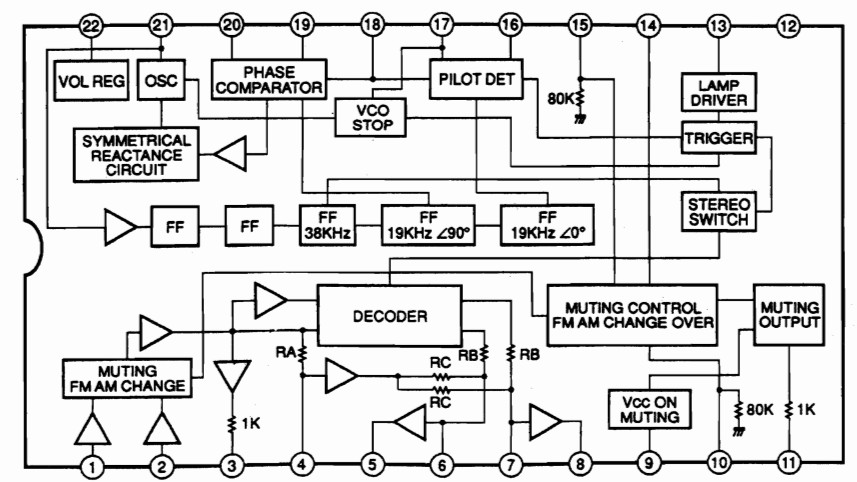 22 21 20 19 18 17 16 15 14 13 12
VOL REG
OSC
PHASE
COMPARATOR
PILOT DET
VCO
STOP
80K
LAMP
DRIVER
TRIGGER
SYMMETRICAL
REACTANCE
CIRCUIT
STEREO
SWITCH
FF
FF
FF
38KHz
FF
19KHz ∠90°
FF
19KHz ∠0°
DECODER
MUTING CONTROL
FM AM CHANGE OVER
MUTING
OUTPUT
RA
RB
RB
RC
RC
MUTING
FM AM CHANGE
1K
VCC ON
MUTING
80K
1K
1 2 3 4 5 6 7 8 9 10 11